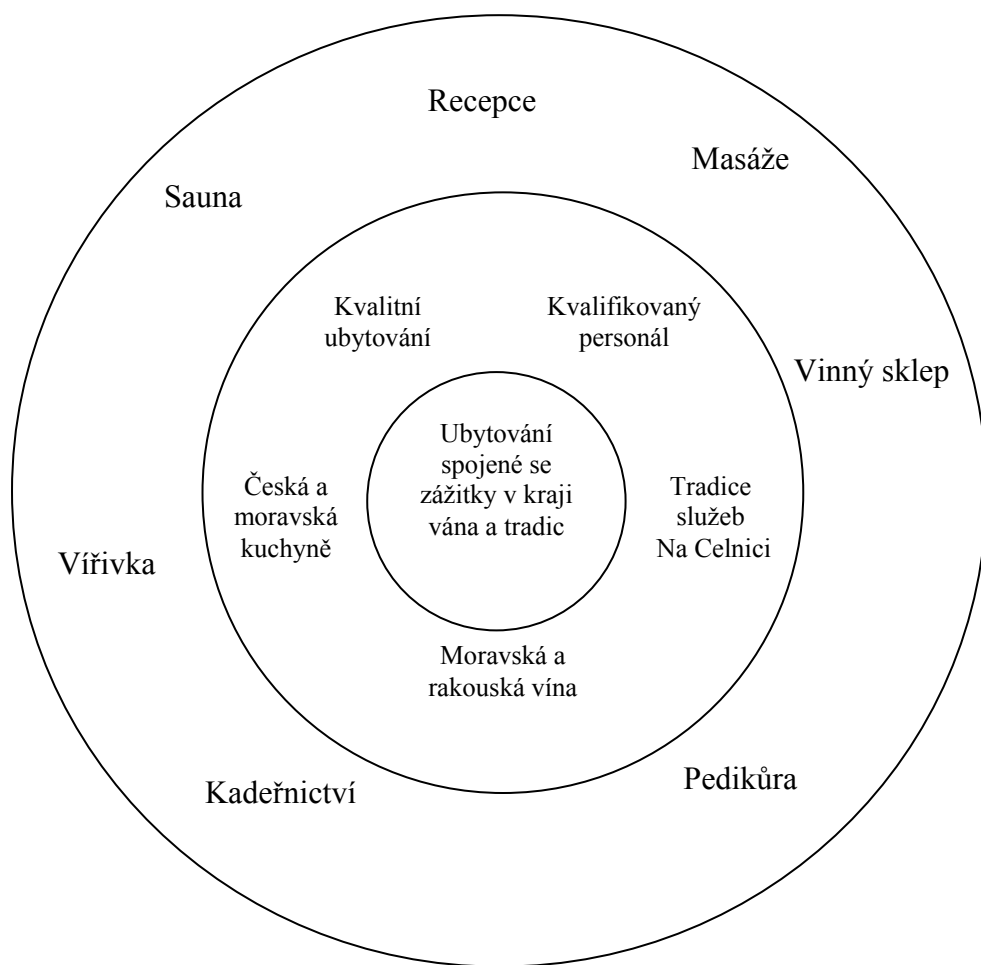 Recepce
Masáže
Sauna
Kvalitní
ubytování
Kvalifikovaný
personál
Vinný sklep
Ubytování
spojené se
zážitky v kraji
vána a tradic
Česká a
moravská
kuchyně
Tradice
služeb
Na Celnici
Vířivka
Moravská a
rakouská vína
Kadeřnictví
Pedikůra